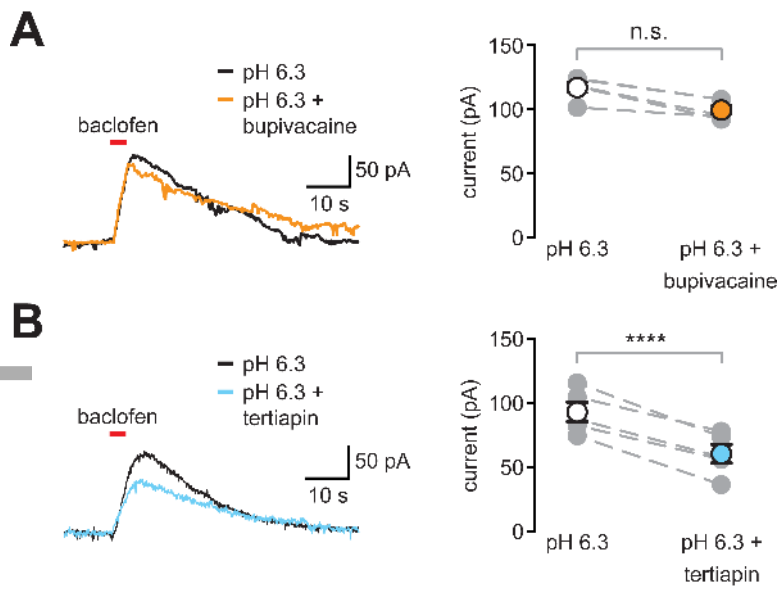 A
pH 6.3
pH 6.3 +
bupivacaine
baclofen
50 pA
10 s
n.s.
150
100
50
0
current (pA)
pH 6.3
pH 6.3 +
bupivacaine
B
pH 6.3
pH 6.3 +
tertiapin
baclofen
50 pA
10 s
****
150
100
50
0
current (pA)
pH 6.3
pH 6.3 +
tertiapin